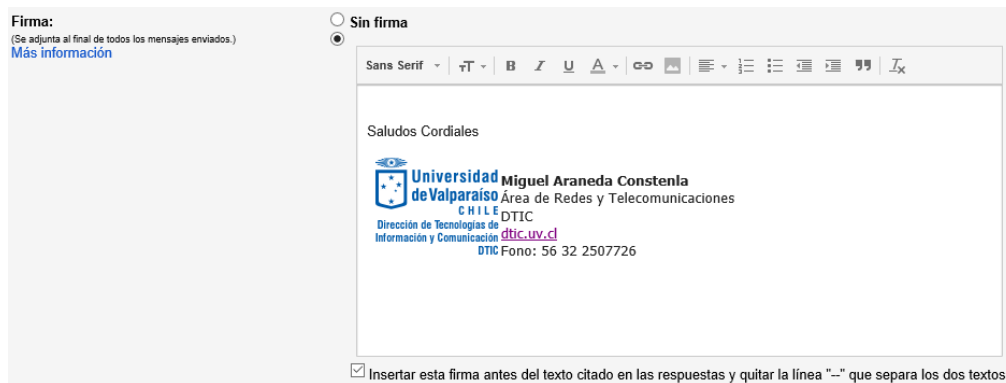 Firma:
(Se adjunta al final de todos los mensajes enviados.)
Más información
Sin firma
Sans Serif
Saludos Cordiales
Universidad
de Valparaíso
CHILE
Dirección de Tecnologías de
Información y Comunicación
DTIC
Miguel Araneda Constenla
Área de Redes y Telecomunicaciones
DTIC
dtic.uv.cl
Fono: 56 32 2507726
Insertar esta firma antes del texto citado en las respuestas y quitar la línea "--" que separa los dos textos